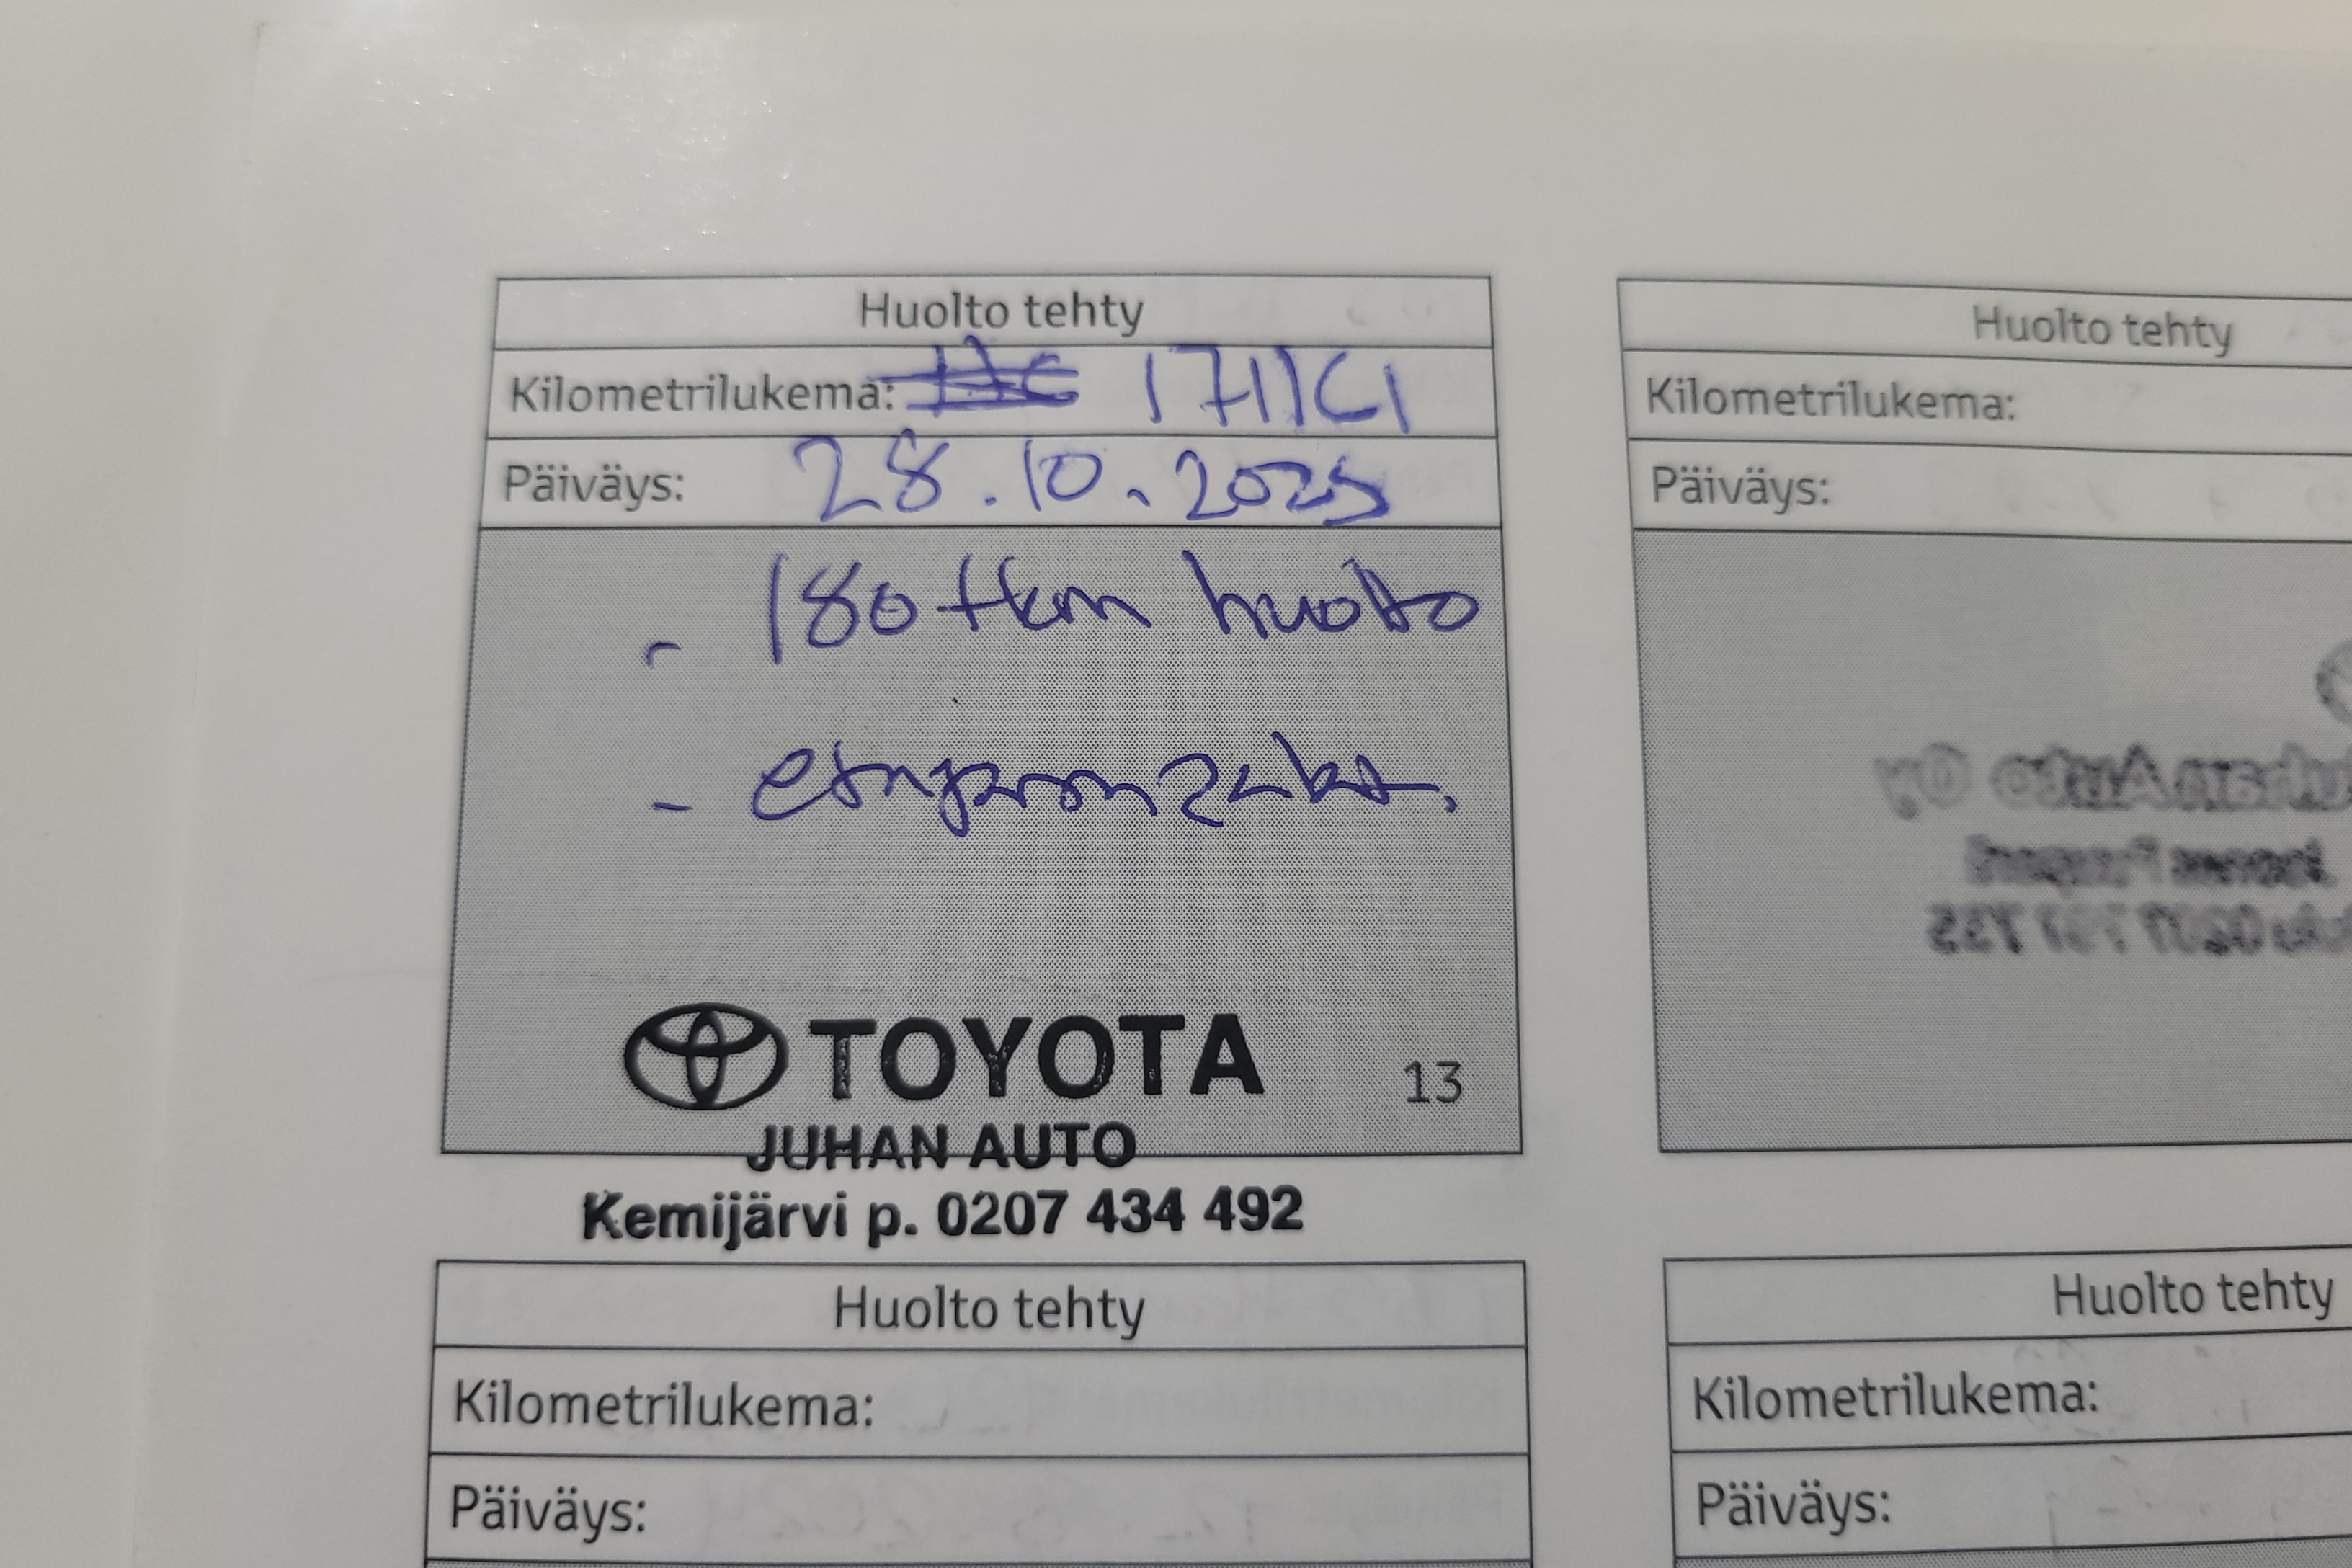 Huolto tehty
Kilometrilukema: 171161
Päiväys: 28.10.2025
- 180 tkm huolto
- etujarrun
TOYOTA 13
JUHAN AUTO
Kemijärvi p. 0207 434 492
Huolto tehty
Kilometrilukema:
Päiväys:
Huolto tehty
Kilometrilukema:
Päiväys:
Huolto tehty
Kilometrilukema:
Päiväys: